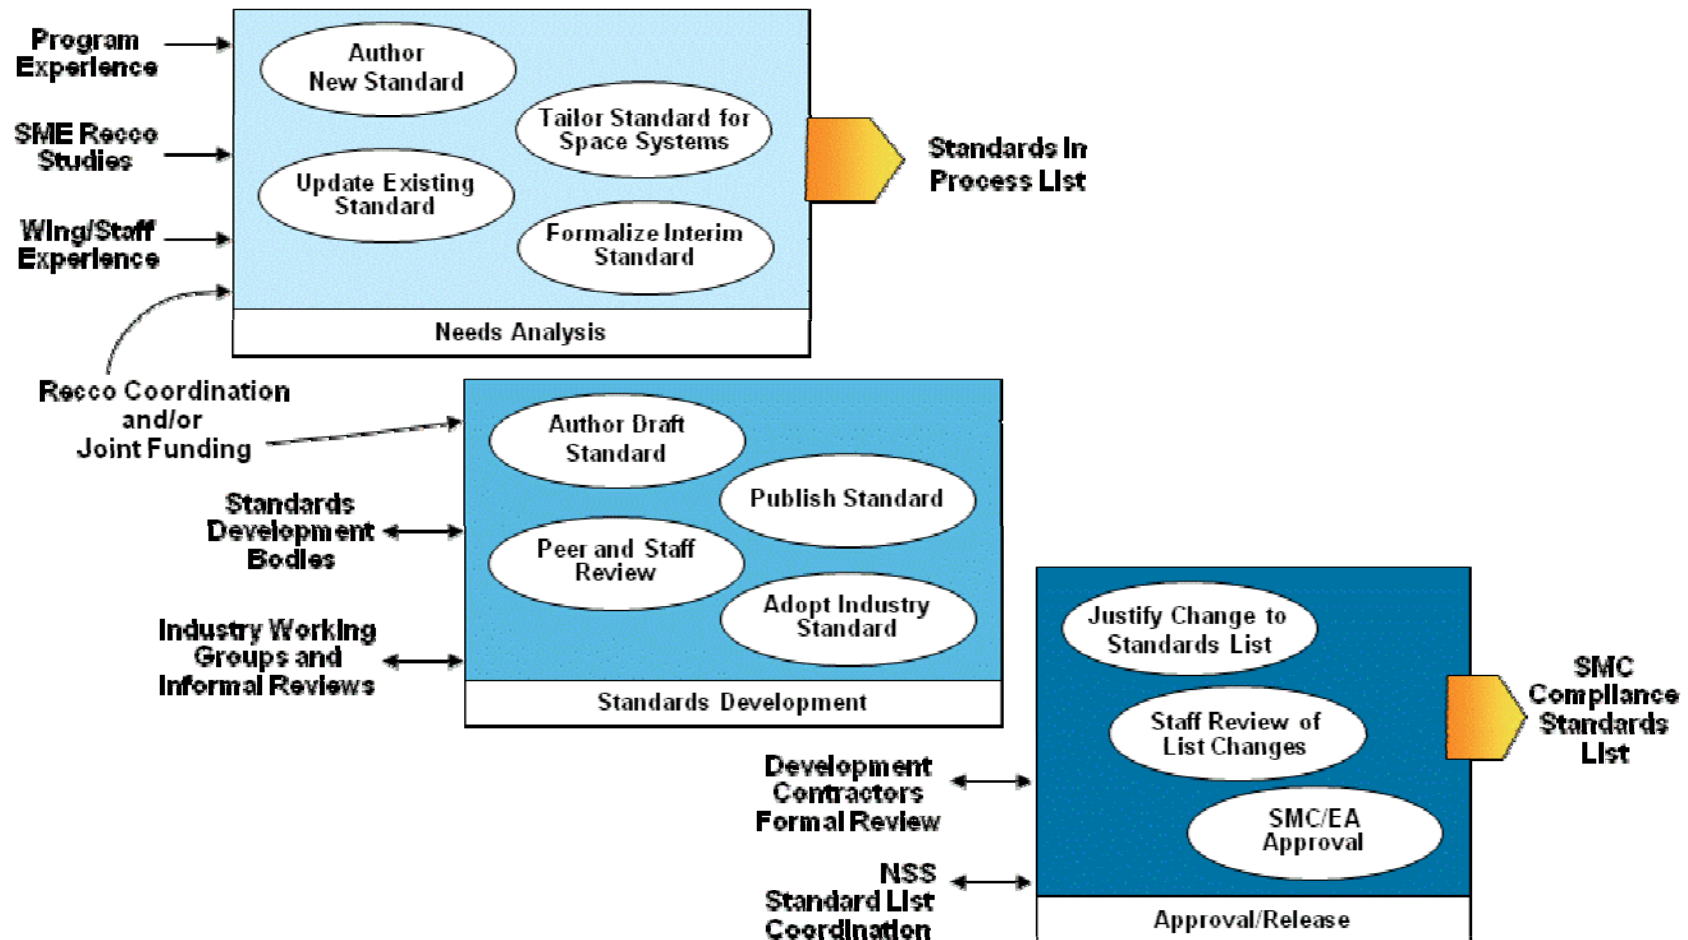 Program
Experience
SME Recco
Studies
Wing/Staff
Experience
Author
New Standard
Tailor Standard for
Space Systems
Update Existing
Standard
Formalize Interim
Standard
Needs Analysis
Standards In
Process List
Recco Coordination
and/or
Joint Funding
Standards
Development
Bodies
Industry Working
Groups and
Informal Reviews
Author Draft
Standard
Publish Standard
Peer and Staff
Review
Adopt Industry
Standard
Standards Development
Development
Contractors
Formal Review
NSS
Standard List
Coordination
Justify Change to
Standards List
Staff Review of
List Changes
SMC/EA
Approval
Approval/Release
SMC
Compliance
Standards
List